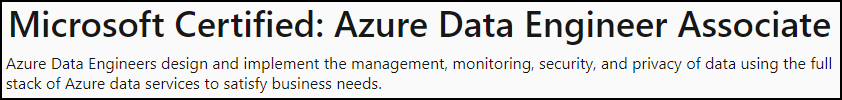 Microsoft Certified: Azure Data Engineer Associate
Azure Data Engineers design and implement the management, monitoring, security, and privacy of data using the full
stack of Azure data services to satisfy business needs.